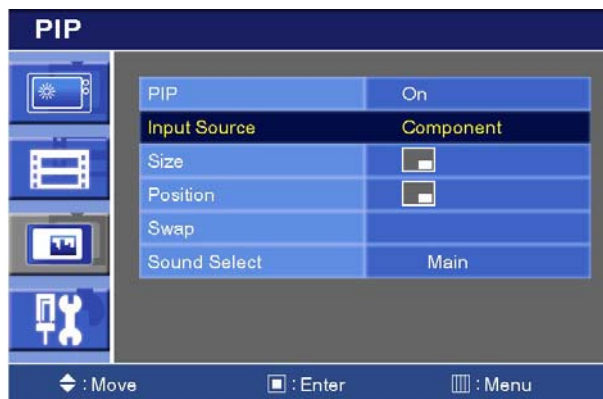 PIP
PIP On
Input Source Component
Size
Position
Swap
Sound Select Main
: Move : Enter : Menu